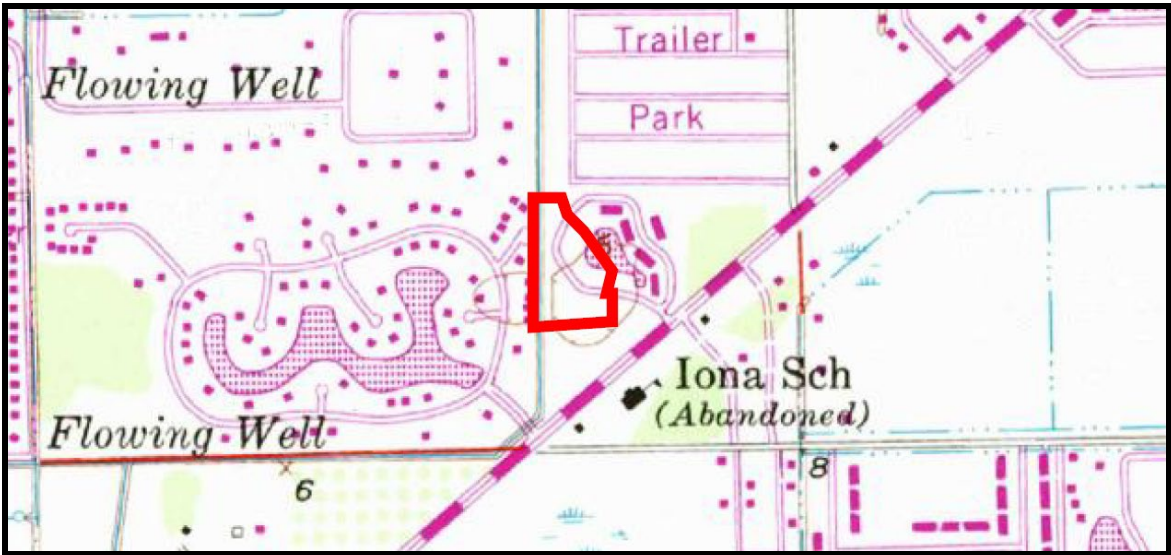 Trailer
Flowing Well
Park
Iona Sch
(Abandoned)
Flowing Well
6
8